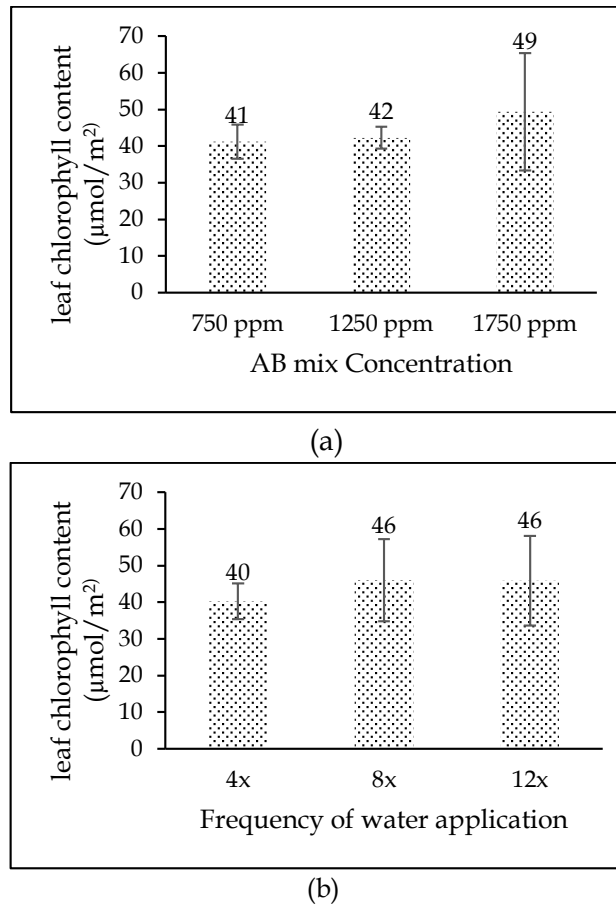 leaf chlorophyll content
(µmol/m²)
70
60
50
40
30
20
10
0
41
42
49
750 ppm
1250 ppm
1750 ppm
AB mix Concentration
(a)
leaf chlorophyll content
(µmol/m²)
70
60
50
40
30
20
10
0
40
46
46
4x
8x
12x
Frequency of water application
(b)